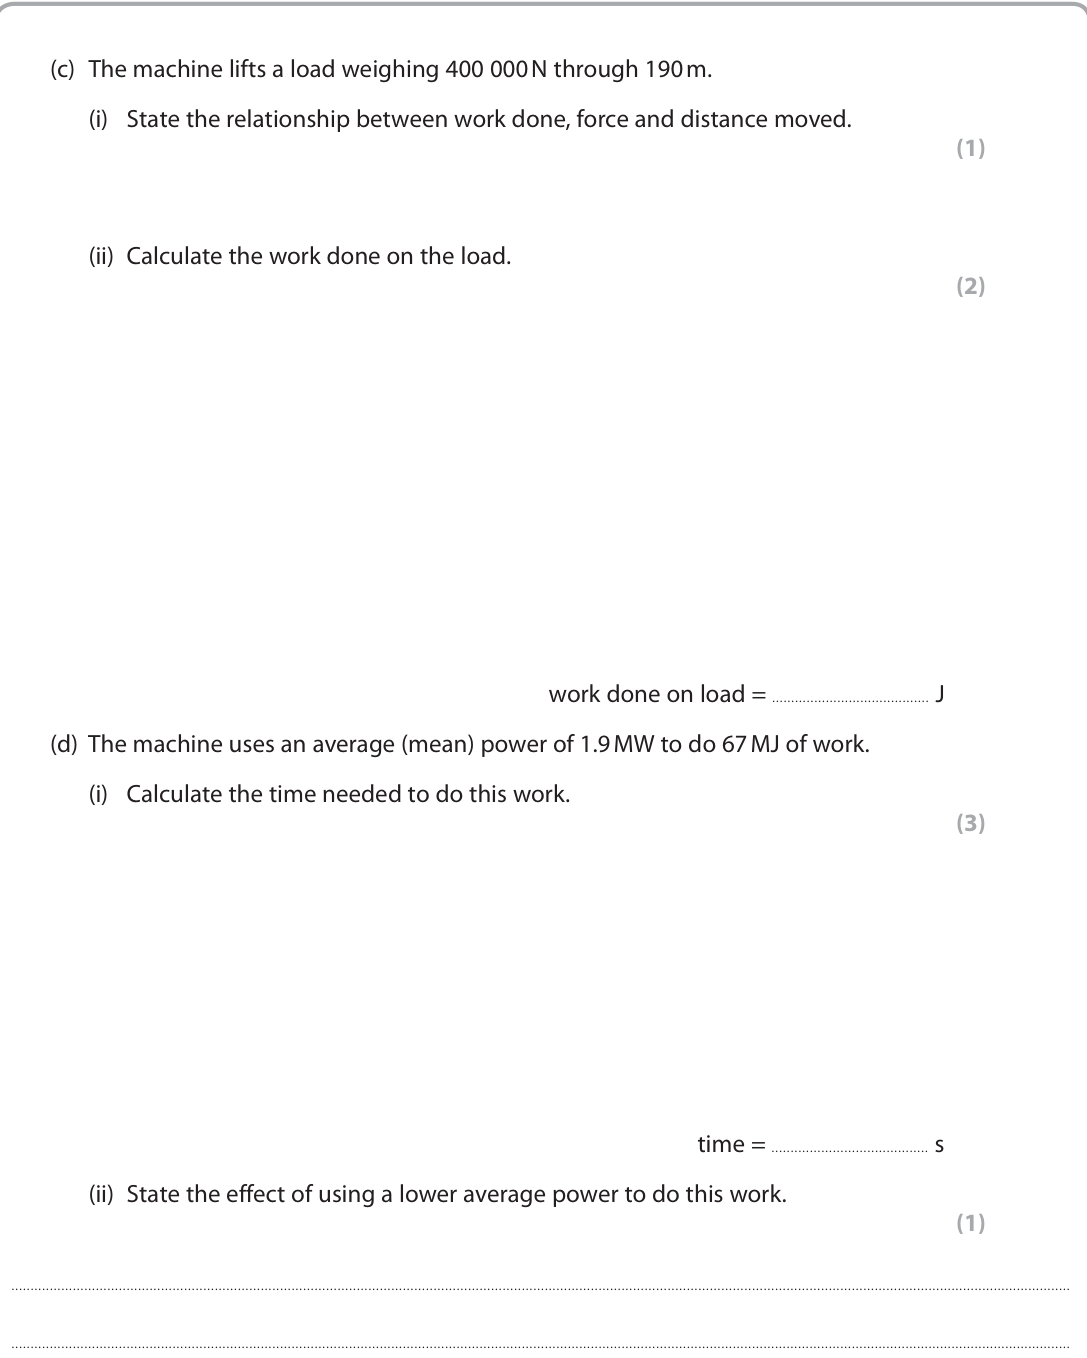 (c) The machine lifts a load weighing 400 000 N through 190 m.
(i) State the relationship between work done, force and distance moved.
(1)
(ii) Calculate the work done on the load.
(2)
work done on load = ........................................ J
(d) The machine uses an average (mean) power of 1.9 MW to do 67 MJ of work.
(i) Calculate the time needed to do this work.
(3)
time = ........................................ s
(ii) State the effect of using a lower average power to do this work.
(1)